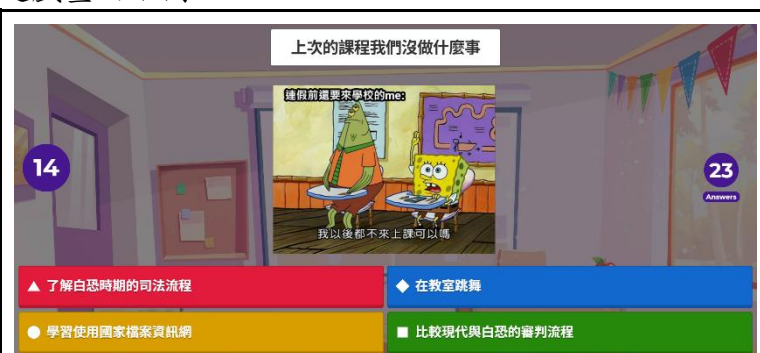 上次的課程我們沒做什麼事
連假前還要來學校的me:
我以後都不來上課可以嗎
14
23
Answers
了解白恐時期的司法流程
在教室跳舞
學習使用國家檔案資訊網
比較現代與白恐的審判流程